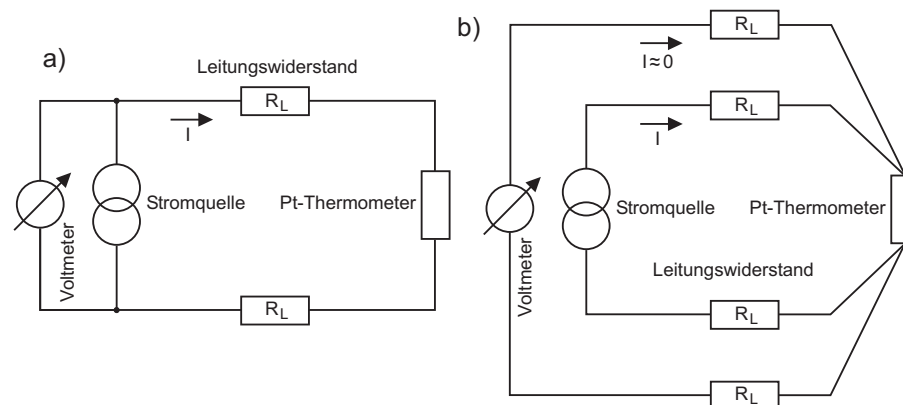 a)
Leitungswiderstand
R_L
I
Voltmeter
Stromquelle
Pt-Thermometer
R_L
b)
R_L
I≈0
R_L
I
Voltmeter
Stromquelle
Pt-Thermometer
Leitungswiderstand
R_L
R_L